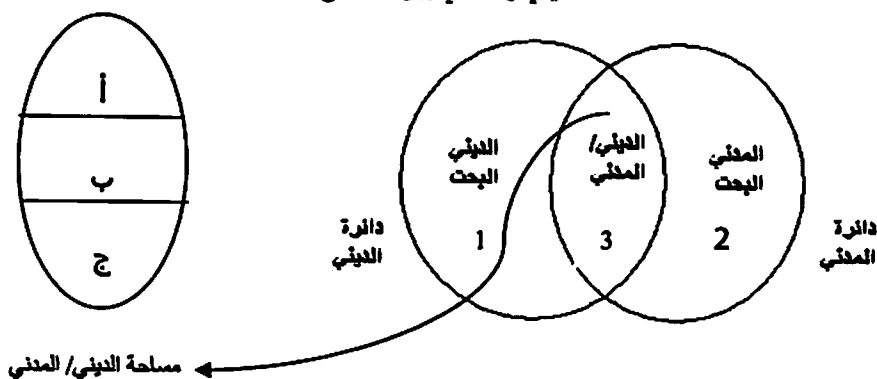 أ
ب
ج
الديني
البحت
1
الديني/
المدني
3
المدني
البحت
2
دائرة
الديني
دائرة
المدني
مساحة الديني/ المدني